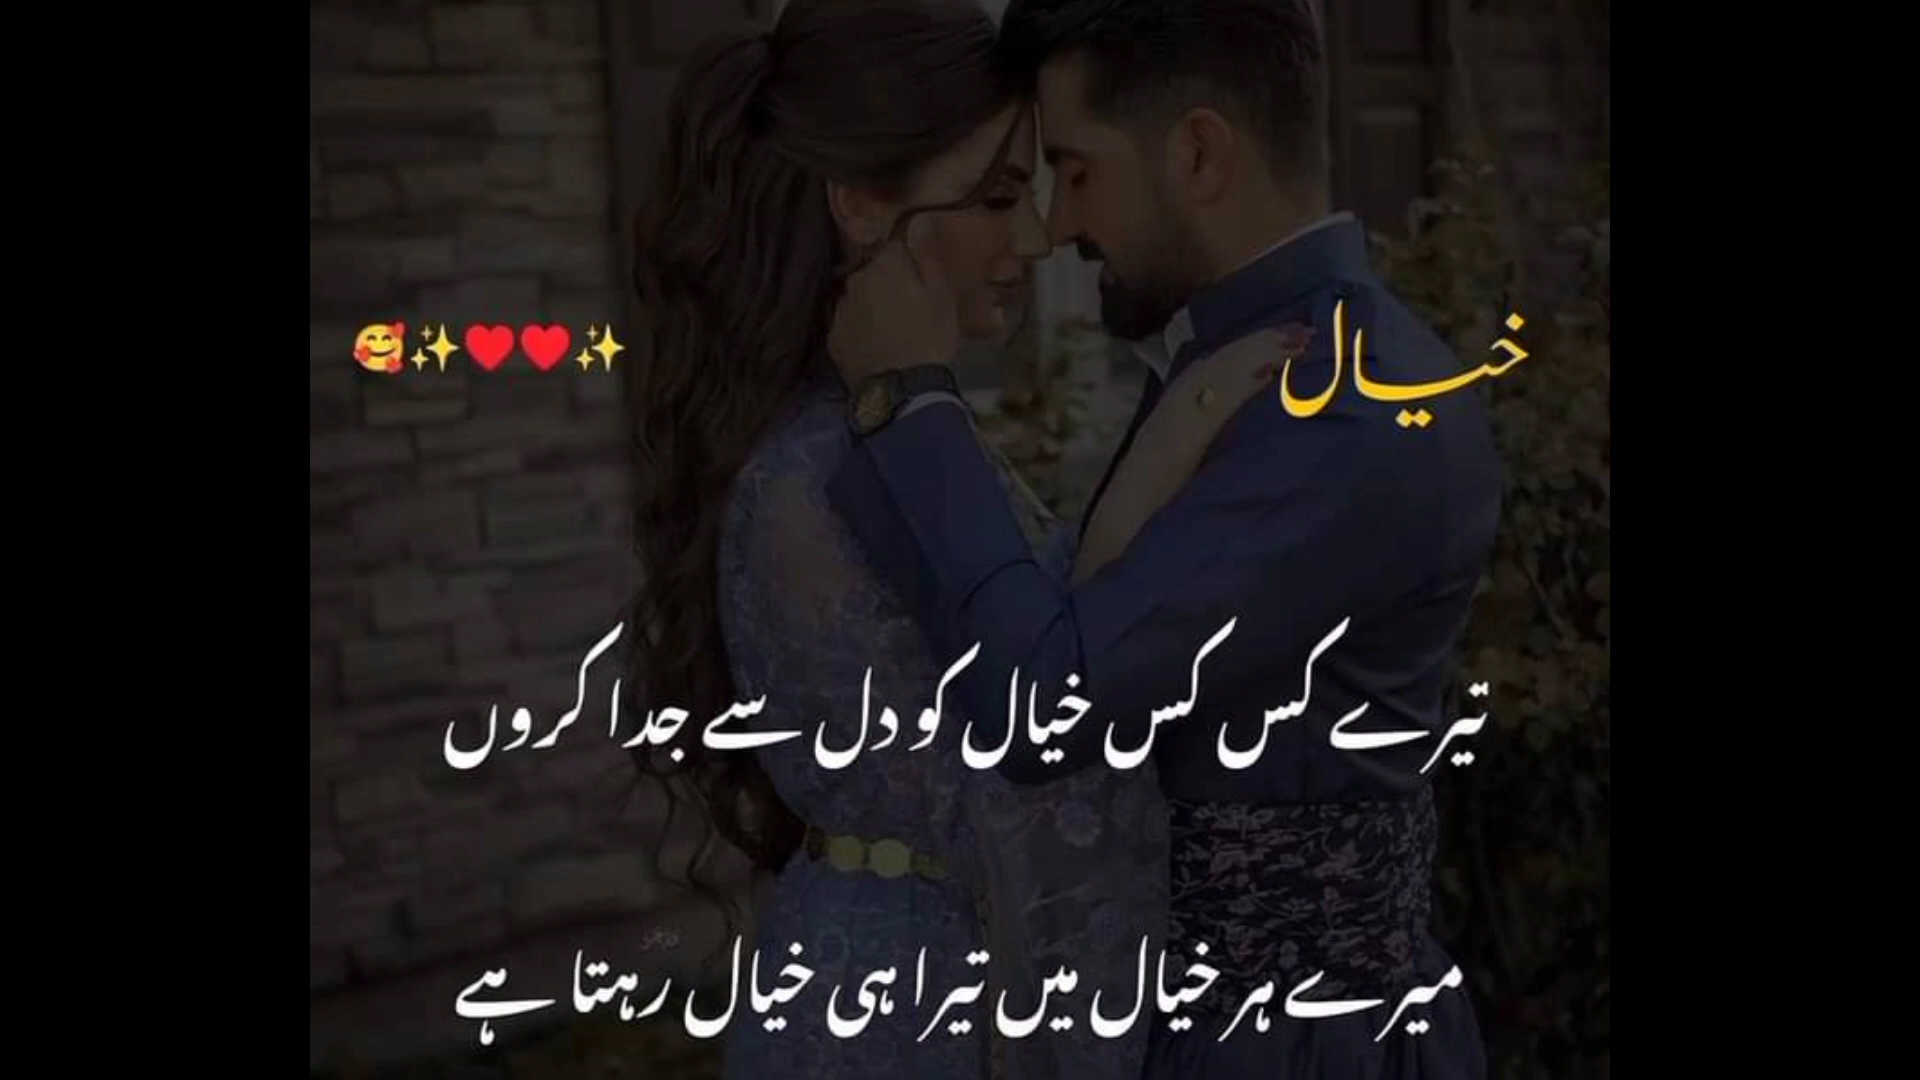 خیال ✨❤️❤️✨🥰
تیرے کس کس خیال کو دل سے جدا کروں
میرے ہر خیال میں تیرا ہی خیال رہتا ہے